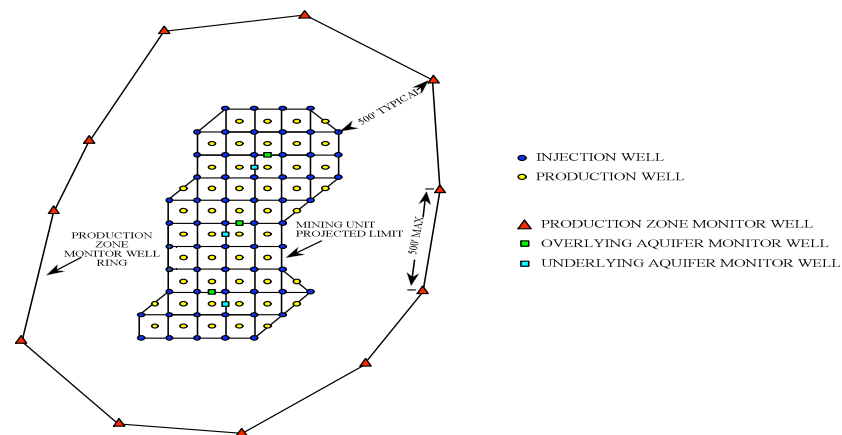 500' TYPICAL
INJECTION WELL
PRODUCTION WELL
PRODUCTION
ZONE
MONITOR WELL
RING
MINING UNIT
PROJECTED LIMIT
500' MAX
PRODUCTION ZONE MONITOR WELL
OVERLYING AQUIFER MONITOR WELL
UNDERLYING AQUIFER MONITOR WELL